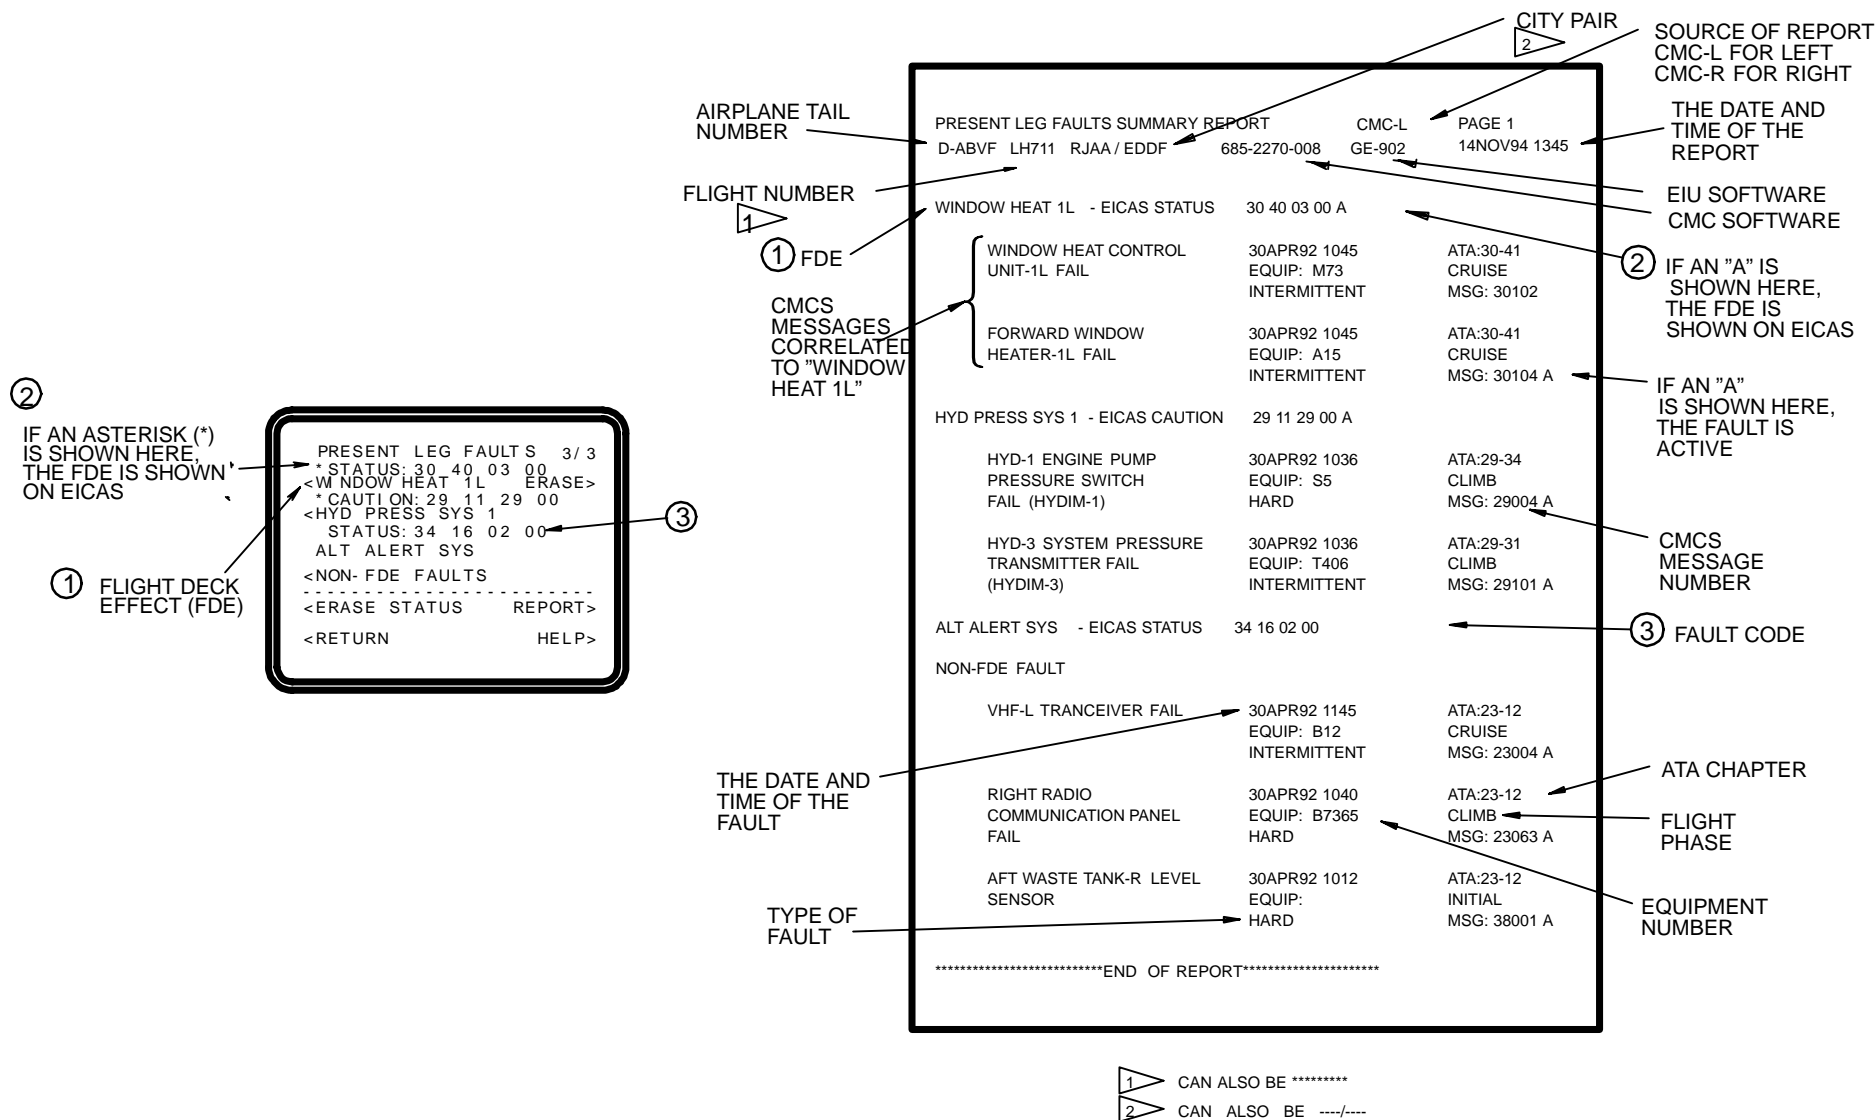 CITY PAIR
2
SOURCE OF REPORT
CMC-L FOR LEFT
CMC-R FOR RIGHT
AIRPLANE TAIL
NUMBER
THE DATE AND
TIME OF THE
REPORT
FLIGHT NUMBER
1
EIU SOFTWARE
CMC SOFTWARE
1 FDE
2 IF AN "A" IS
SHOWN HERE,
THE FDE IS
SHOWN ON EICAS
CMCS
MESSAGES
CORRELATED
TO "WINDOW
HEAT 1L"
IF AN "A"
IS SHOWN HERE,
THE FAULT IS
ACTIVE
PRESENT LEG FAULTS SUMMARY REPORT CMC-L PAGE 1
D-ABVF LH711 RJAA / EDDF 685-2270-008 GE-902 14NOV94 1345
WINDOW HEAT 1L - EICAS STATUS 30 40 03 00 A
WINDOW HEAT CONTROL 30APR92 1045 ATA:30-41
UNIT-1L FAIL EQUIP: M73 CRUISE
INTERMITTENT MSG: 30102
FORWARD WINDOW 30APR92 1045 ATA:30-41
HEATER-1L FAIL EQUIP: A15 CRUISE
INTERMITTENT MSG: 30104 A
HYD PRESS SYS 1 - EICAS CAUTION 29 11 29 00 A
HYD-1 ENGINE PUMP 30APR92 1036 ATA:29-34
PRESSURE SWITCH EQUIP: S5 CLIMB
FAIL (HYDIM-1) HARD MSG: 29004 A
HYD-3 SYSTEM PRESSURE 30APR92 1036 ATA:29-31
TRANSMITTER FAIL EQUIP: T406 CLIMB
(HYDIM-3) INTERMITTENT MSG: 29101 A
ALT ALERT SYS - EICAS STATUS 34 16 02 00
NON-FDE FAULT
VHF-L TRANCEIVER FAIL 30APR92 1145 ATA:23-12
EQUIP: B12 CRUISE
INTERMITTENT MSG: 23004 A
RIGHT RADIO 30APR92 1040 ATA:23-12
COMMUNICATION PANEL EQUIP: B7365 CLIMB
FAIL HARD MSG: 23063 A
AFT WASTE TANK-R LEVEL 30APR92 1012 ATA:23-12
SENSOR EQUIP: INITIAL
HARD MSG: 38001 A
***************************END OF REPORT**********************
CMCS
MESSAGE
NUMBER
3 FAULT CODE
THE DATE AND
TIME OF THE
FAULT
ATA CHAPTER
FLIGHT
PHASE
TYPE OF
FAULT
EQUIPMENT
NUMBER
2
IF AN ASTERISK (*)
IS SHOWN HERE,
THE FDE IS SHOWN
ON EICAS
1 FLIGHT DECK
EFFECT (FDE)
PRESENT LEG FAULTS 3/3
*STATUS: 30 40 03 00
<WINDOW HEAT 1L ERASE>
*CAUTION: 29 11 29 00
<HYD PRESS SYS 1
STATUS: 34 16 02 00
ALT ALERT SYS
<NON-FDE FAULTS
- - - - - - - - - - - - - - - - - - - - - - - -
<ERASE STATUS REPORT>
<RETURN HELP>
3
1 CAN ALSO BE *********
2 CAN ALSO BE ----/----